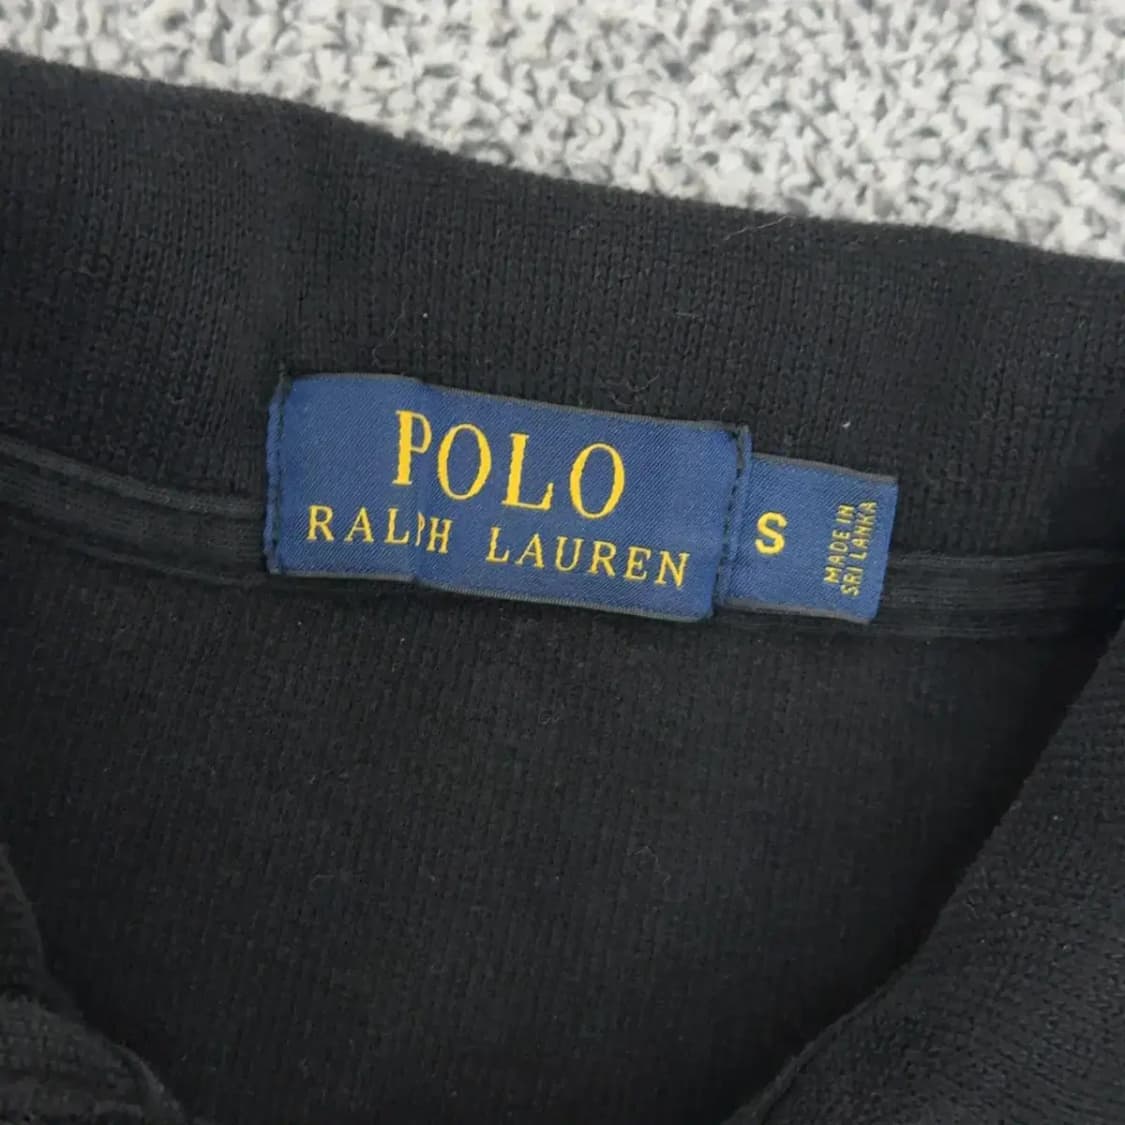 POLO
RALPH LAUREN
S
MADE IN
SRI LANKA